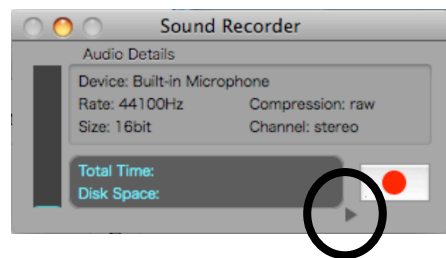 Sound Recorder
Audio Details
Device: Built-in Microphone
Rate: 44100Hz Compression: raw
Size: 16bit Channel: stereo
Total Time:
Disk Space: